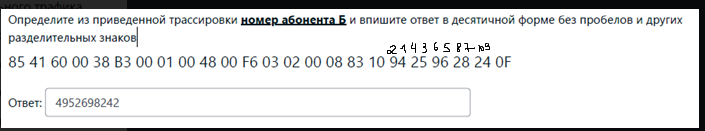 ного трафика
Определите из приведенной трассировки номер абонента Б и впишите ответ в десятичной форме без пробелов и других
разделительных знаков
2 1 4 3 6 5 8 7 10 9
85 41 60 00 38 B3 00 01 00 48 00 F6 03 02 00 08 83 10 94 25 96 28 24 0F
Ответ: 4952698242